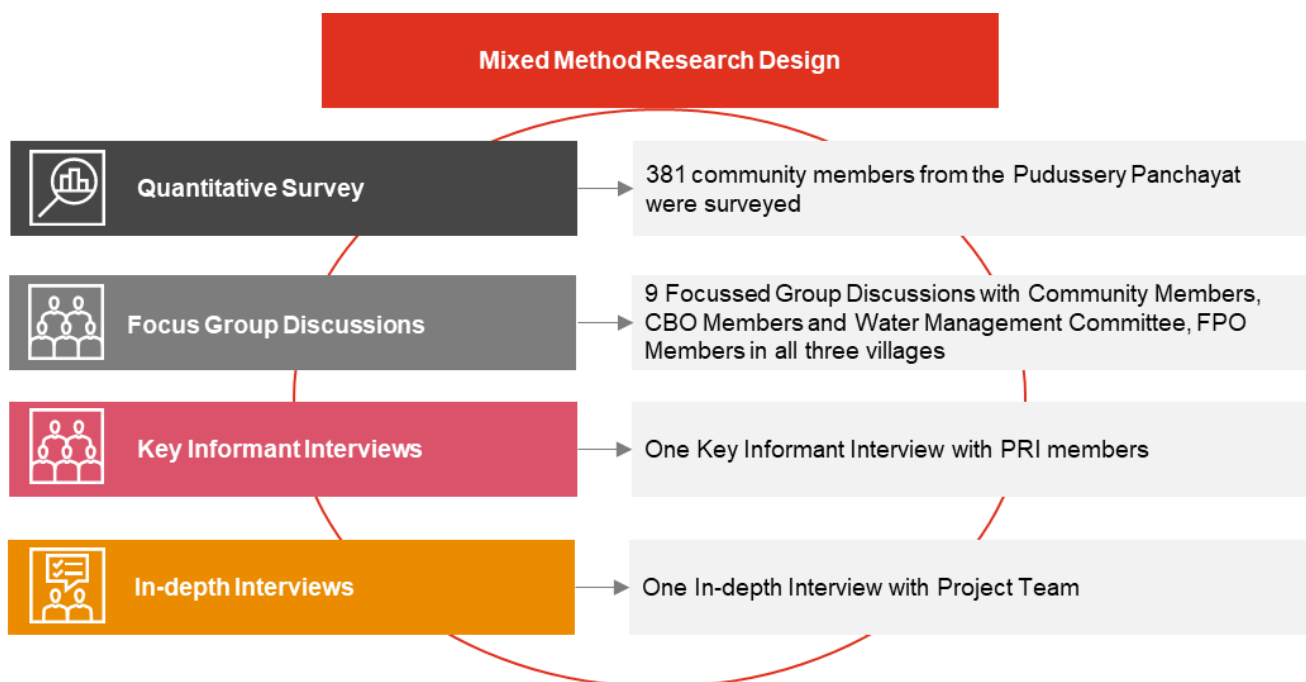 Mixed Method Research Design
Quantitative Survey
381 community members from the Pudussery Panchayat
were surveyed
Focus Group Discussions
9 Focussed Group Discussions with Community Members,
CBO Members and Water Management Committee, FPO
Members in all three villages
Key Informant Interviews
One Key Informant Interview with PRI members
In-depth Interviews
One In-depth Interview with Project Team